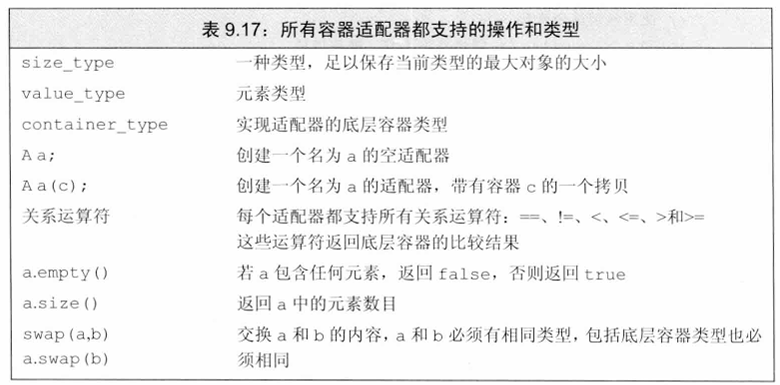 表 9.17：所有容器适配器都支持的操作和类型
size_type 一种类型，足以保存当前类型的最大对象的大小
value_type 元素类型
container_type 实现适配器的底层容器类型
A a; 创建一个名为 a 的空适配器
A a(c); 创建一个名为 a 的适配器，带有容器 c 的一个拷贝
关系运算符 每个适配器都支持所有关系运算符：==、!=、<、<=、>和>=
这些运算符返回底层容器的比较结果
a.empty() 若 a 包含任何元素，返回 false，否则返回 true
a.size() 返回 a 中的元素数目
swap(a,b) 交换 a 和 b 的内容，a 和 b 必须有相同类型，包括底层容器类型也必
a.swap(b) 须相同